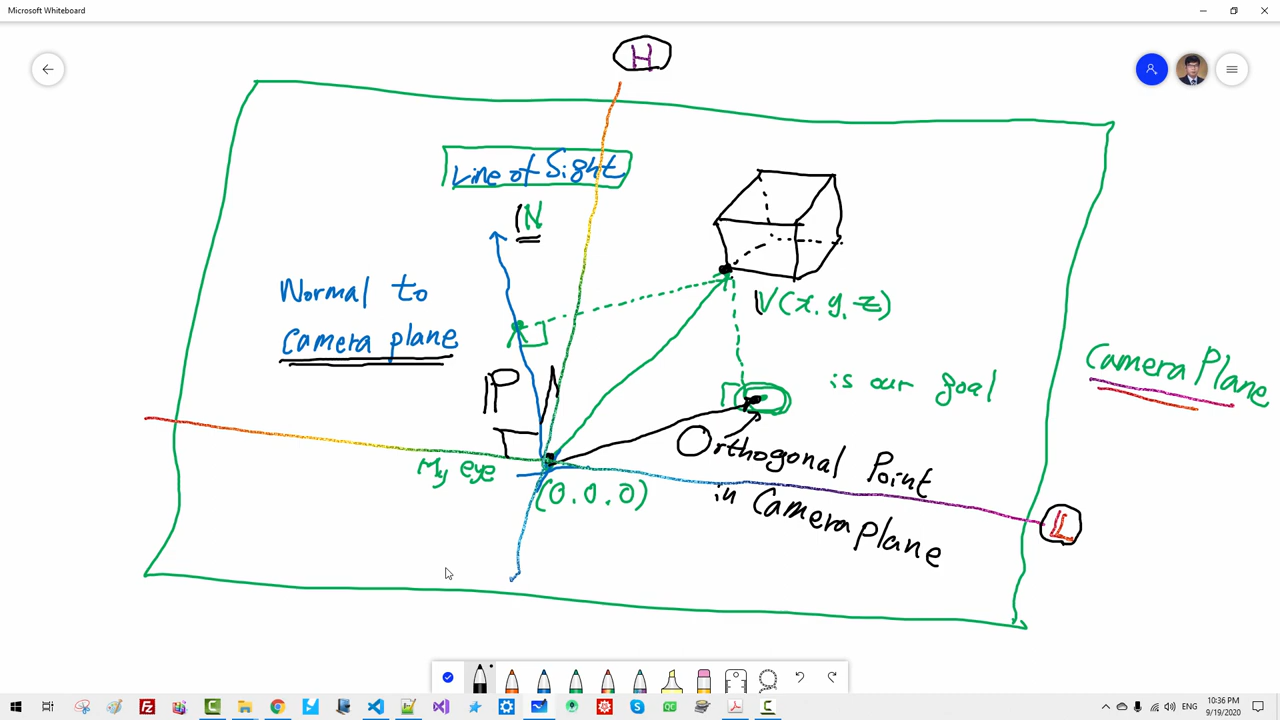 Microsoft Whiteboard
H
Line of Sight
N
Normal to
Camera plane
V(x, y, z)
Camera Plane
is our goal
P
My eye
(0, 0, 0)
Orthogonal Point
in Camera plane
L
ENG
10:36 PM
9/19/2020